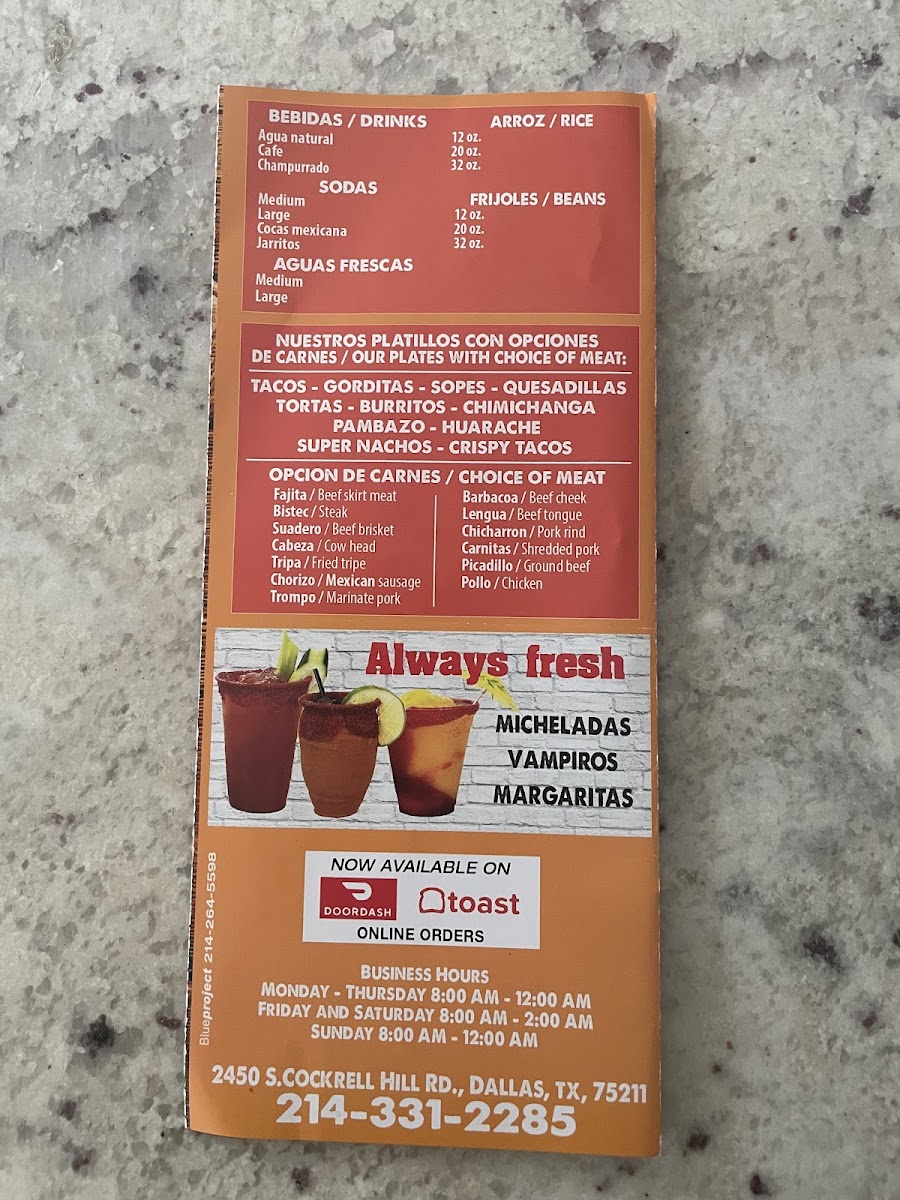 BEBIDAS / DRINKS
Agua natural
Cafe
Champurrado
SODAS
Medium
Large
Cocas mexicana
Jarritos
AGUAS FRESCAS
Medium
Large
ARROZ / RICE
12 oz.
20 oz.
32 oz.
FRIJOLES / BEANS
12 oz.
20 oz.
32 oz.
NUESTROS PLATILLOS CON OPCIONES
DE CARNES / OUR PLATES WITH CHOICE OF MEAT:
TACOS - GORDITAS - SOPES - QUESADILLAS
TORTAS - BURRITOS - CHIMICHANGA
PAMBAZO - HUARACHE
SUPER NACHOS - CRISPY TACOS
OPCION DE CARNES / CHOICE OF MEAT
Fajita / Beef skirt meat
Bistec / Steak
Suadero / Beef brisket
Cabeza / Cow head
Tripa / Fried tripe
Chorizo / Mexican sausage
Trompo / Marinate pork
Barbacoa / Beef cheek
Lengua / Beef tongue
Chicharron / Pork rind
Carnitas / Shredded pork
Picadillo / Ground beef
Pollo / Chicken
Always fresh
MICHELADAS
VAMPIROS
MARGARITAS
NOW AVAILABLE ON
DOORDASH
toast
ONLINE ORDERS
Blueproject 214-264-5598
BUSINESS HOURS
MONDAY - THURSDAY 8:00 AM - 12:00 AM
FRIDAY AND SATURDAY 8:00 AM - 2:00 AM
SUNDAY 8:00 AM - 12:00 AM
2450 S.COCKRELL HILL RD., DALLAS, TX, 75211
214-331-2285